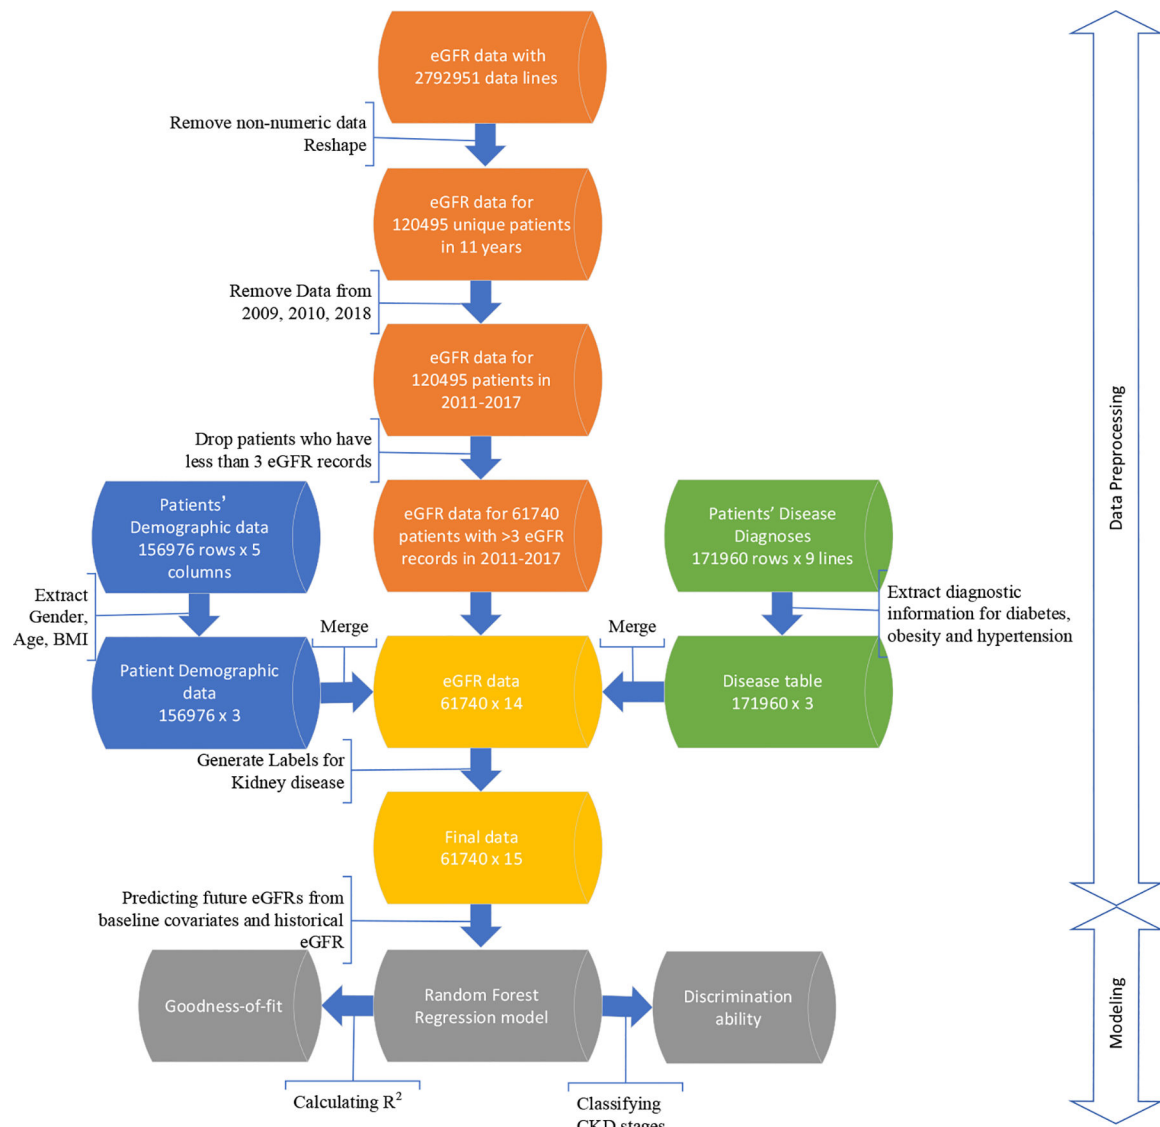 eGFR data with
2792951 data lines
Remove non-numeric data
Reshape
eGFR data for
120495 unique patients
in 11 years
Remove Data from
2009, 2010, 2018
eGFR data for
120495 patients in
2011-2017
Drop patients who have
less than 3 eGFR records
Patients’
Demographic data
156976 rows x 5
columns
eGFR data for 61740
patients with >3 eGFR
records in 2011-2017
Patients’ Disease
Diagnoses
171960 rows x 9 lines
Extract
Gender,
Age, BMI
Merge
Merge
Extract diagnostic
information for diabetes,
obesity and hypertension
Patient Demographic
data
156976 x 3
eGFR data
61740 x 14
Disease table
171960 x 3
Generate Labels for
Kidney disease
Final data
61740 x 15
Predicting future eGFRs from
baseline covariates and historical
eGFR
Goodness-of-fit
Random Forest
Regression model
Discrimination
ability
Calculating R²
Classifying
CKD stages
Data Preprocessing
Modeling